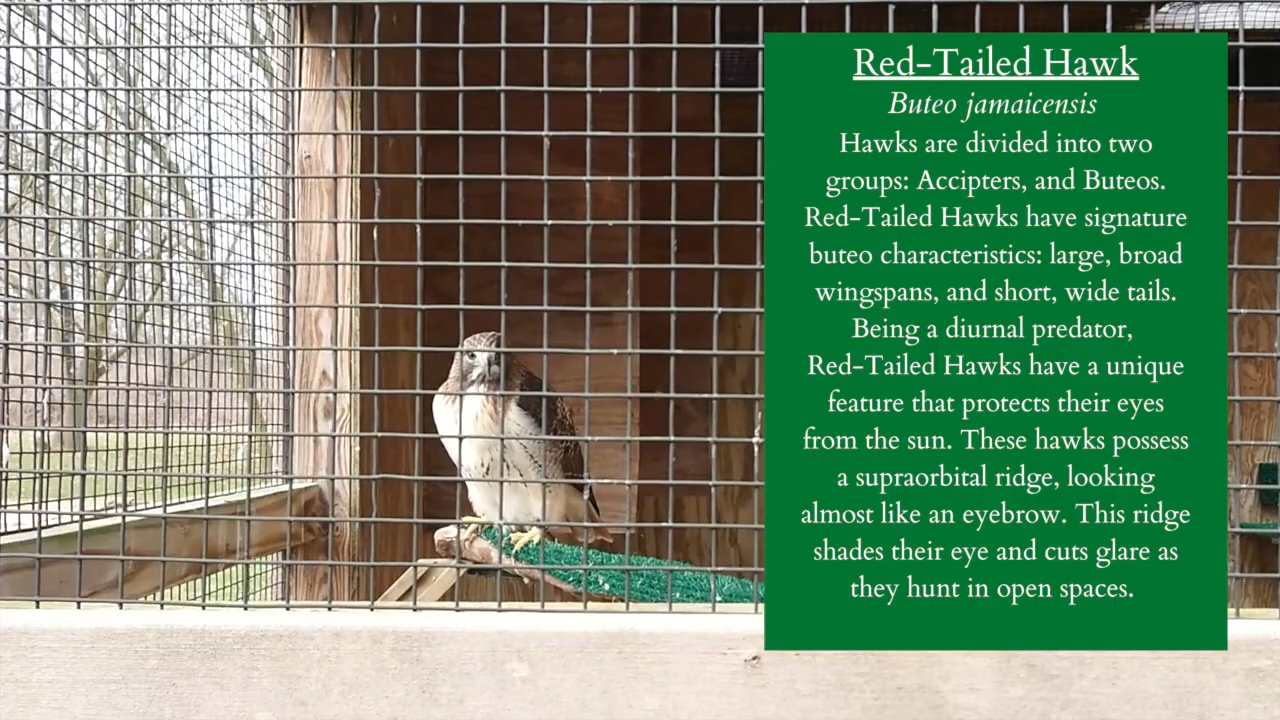 Red-Tailed Hawk
Buteo jamaicensis
Hawks are divided into two
groups: Accipters, and Buteos.
Red-Tailed Hawks have signature
buteo characteristics: large, broad
wingspans, and short, wide tails.
Being a diurnal predator,
Red-Tailed Hawks have a unique
feature that protects their eyes
from the sun. These hawks possess
a supraorbital ridge, looking
almost like an eyebrow. This ridge
shades their eye and cuts glare as
they hunt in open spaces.